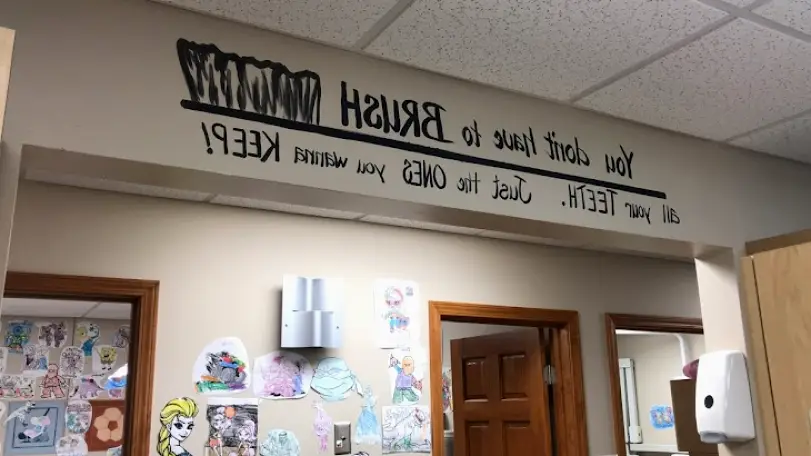 You don't have to BRUSH
all your TEETH. Just the ONES you wanna KEEP!